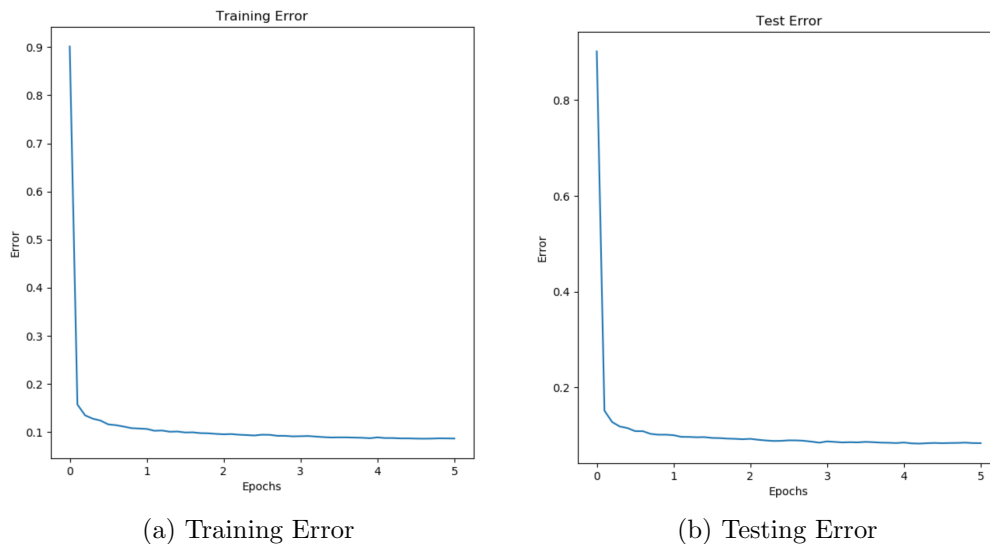 Training Error
0.9
0.8
0.7
0.6
0.5
0.4
0.3
0.2
0.1
Error
0 1 2 3 4 5
Epochs
(a) Training Error
Test Error
0.8
0.6
0.4
0.2
Error
0 1 2 3 4 5
Epochs
(b) Testing Error